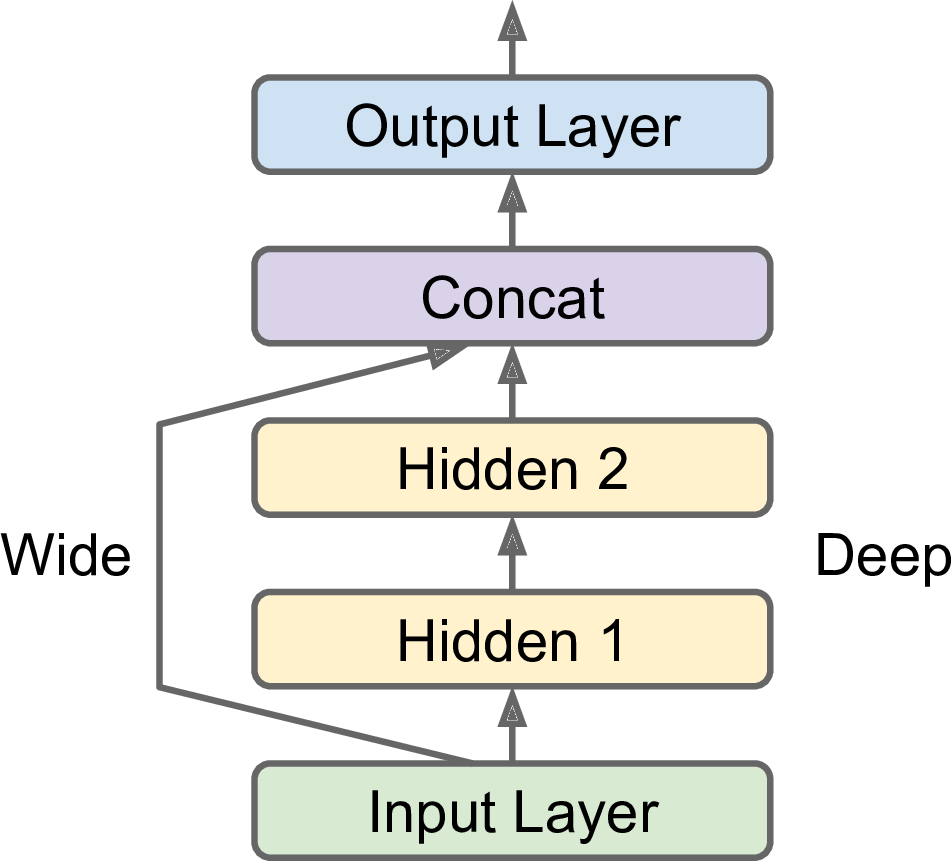 Output Layer
Concat
Hidden 2
Wide
Deep
Hidden 1
Input Layer